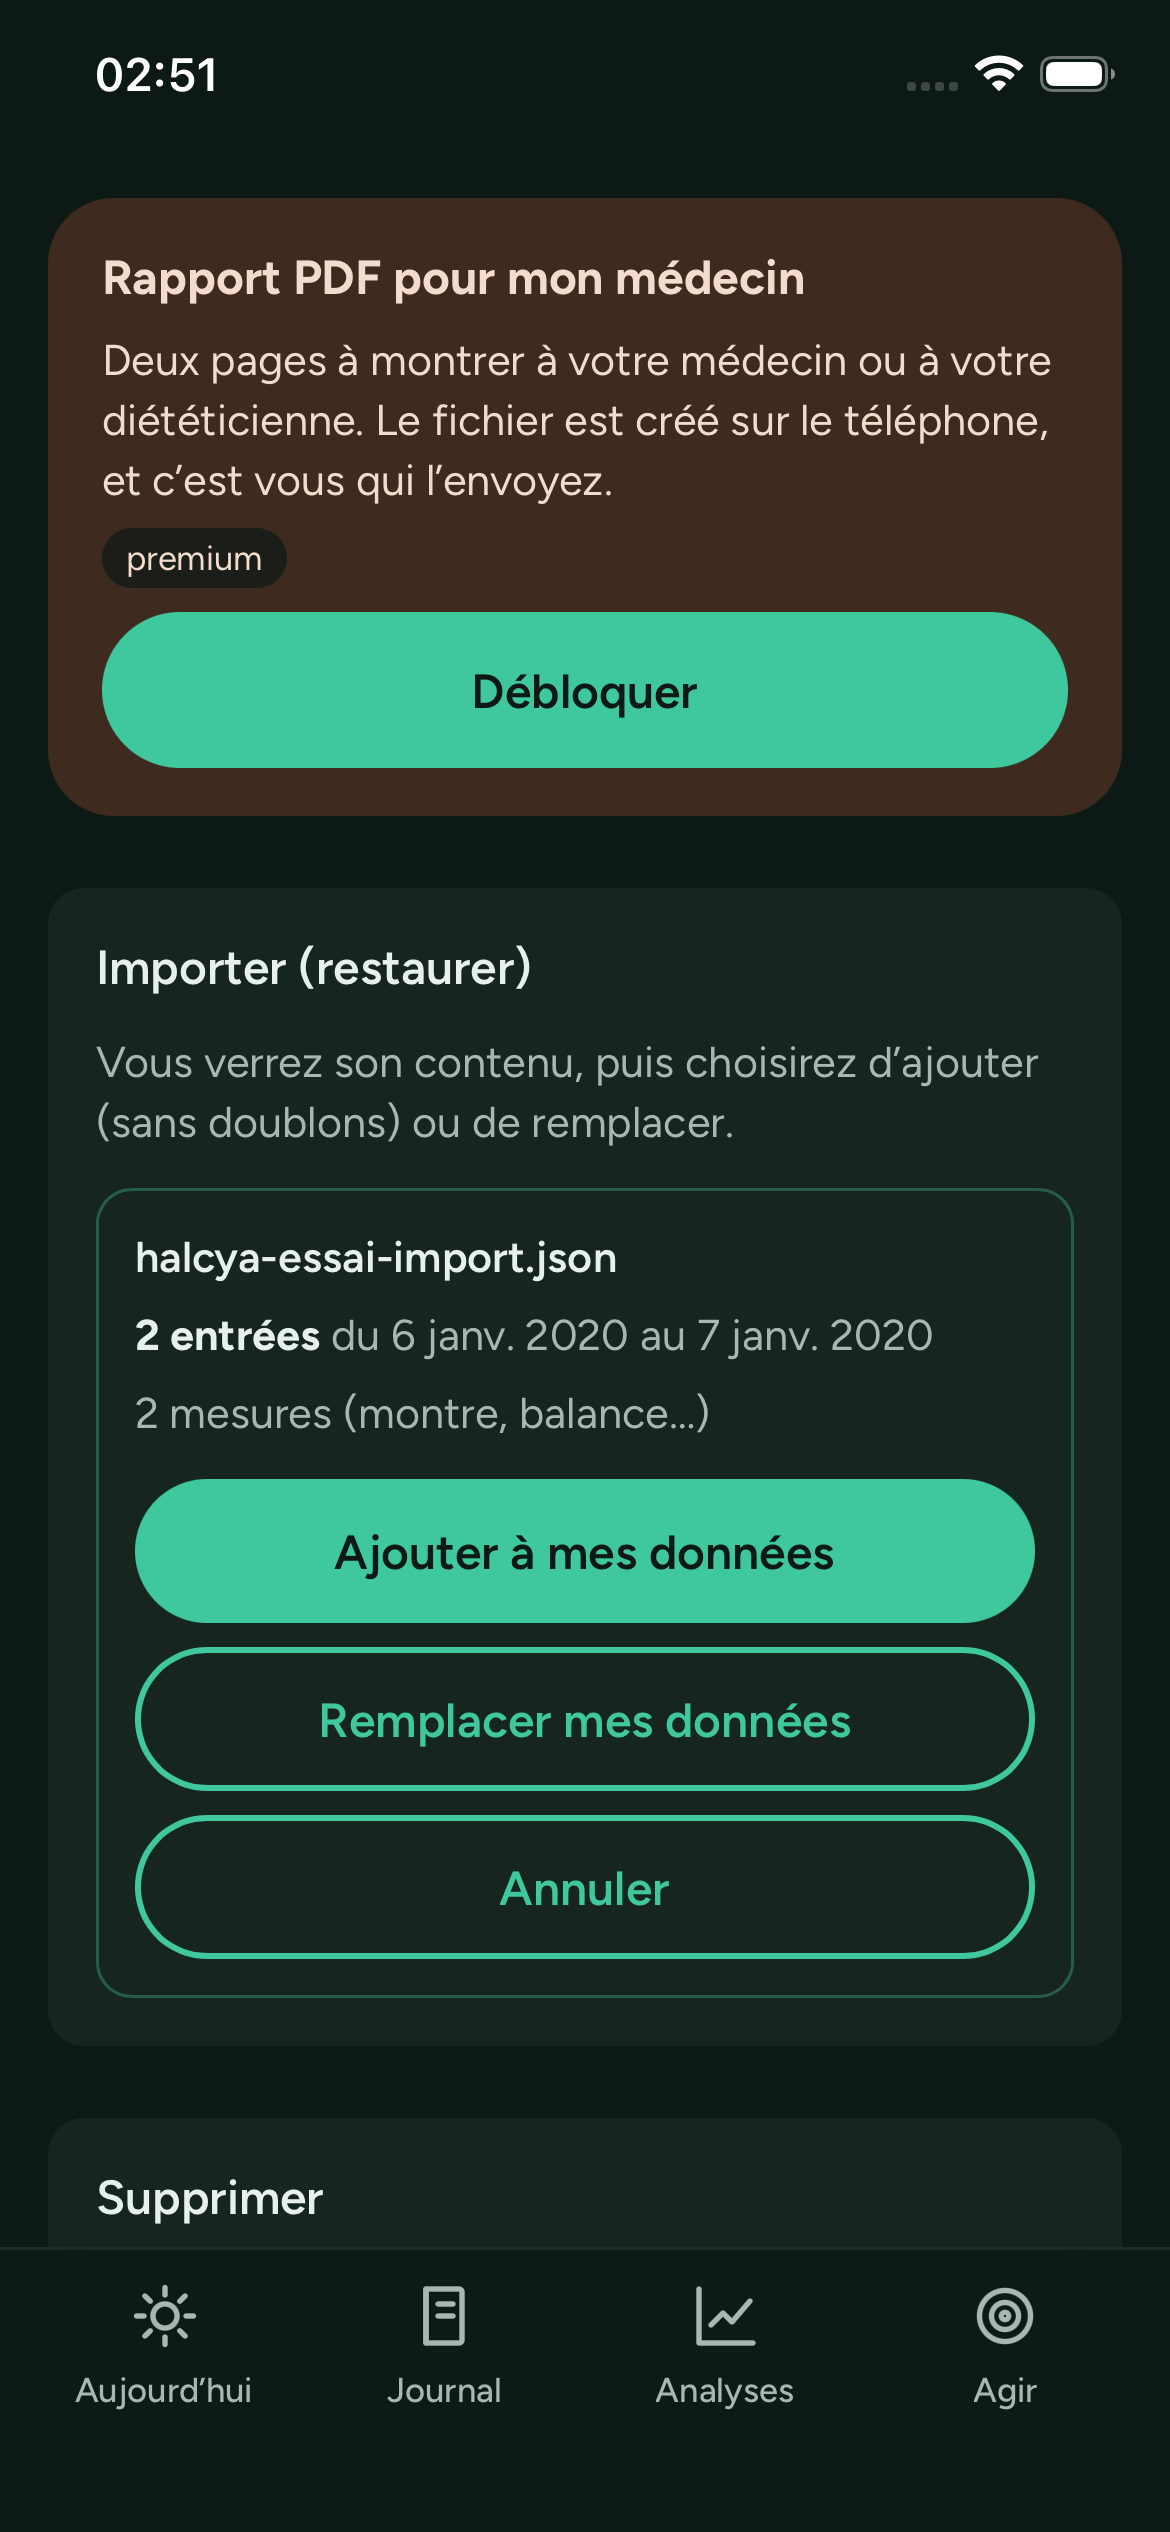 02:51
Rapport PDF pour mon médecin
Deux pages à montrer à votre médecin ou à votre
diététicienne. Le fichier est créé sur le téléphone,
et c’est vous qui l’envoyez.
premium
Débloquer
Importer (restaurer)
Vous verrez son contenu, puis choisirez d’ajouter
(sans doublons) ou de remplacer.
halcya-essai-import.json
2 entrées du 6 janv. 2020 au 7 janv. 2020
2 mesures (montre, balance…)
Ajouter à mes données
Remplacer mes données
Annuler
Supprimer
Aujourd’hui
Journal
Analyses
Agir